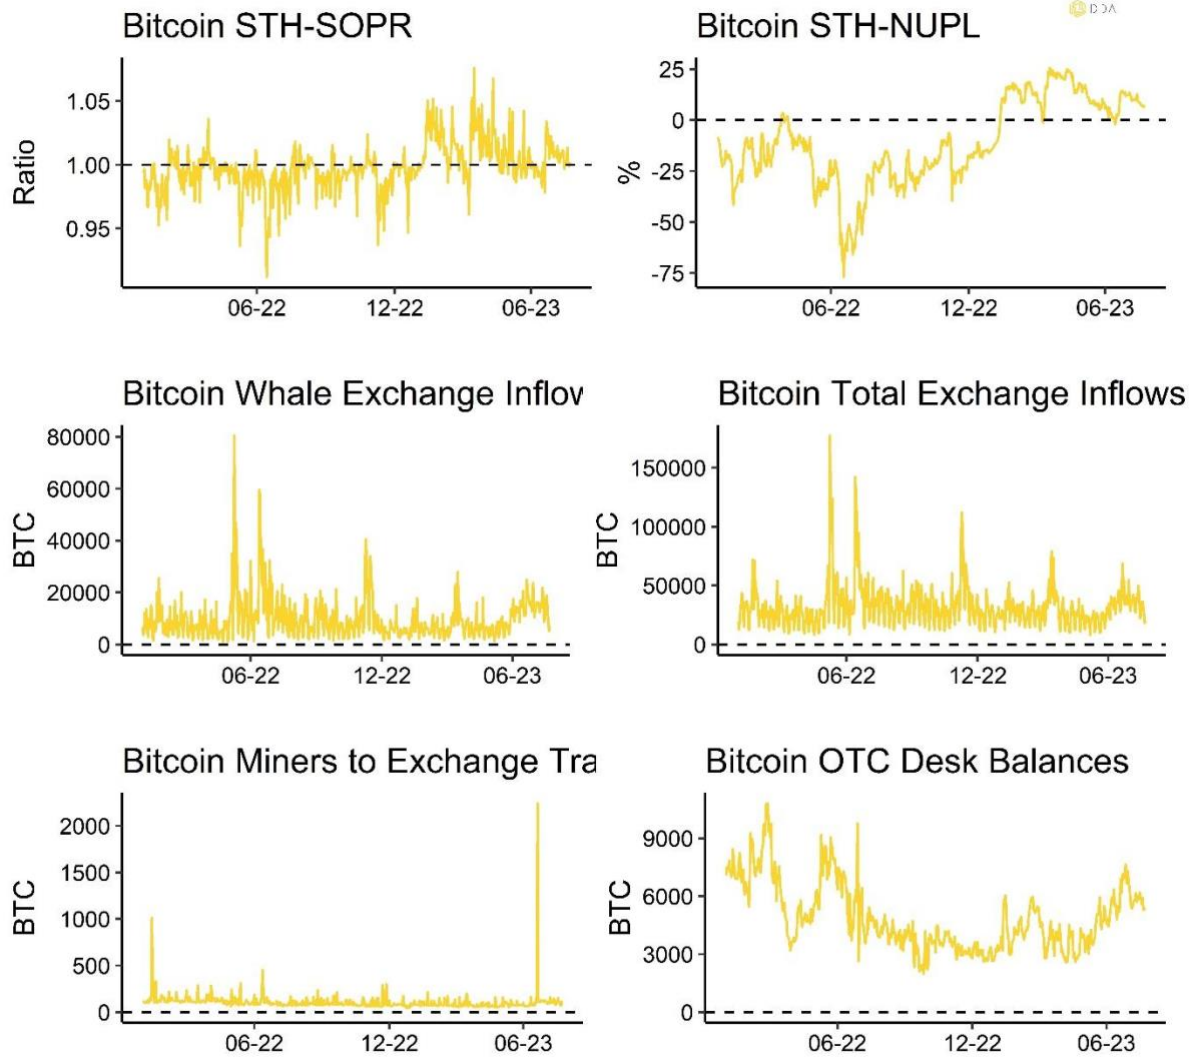 Bitcoin STH-SOPR
Ratio
1.05
1.00
0.95
06-22 12-22 06-23
Bitcoin STH-NUPL
%
25
0
-25
-50
-75
06-22 12-22 06-23
Bitcoin Whale Exchange Inflow
BTC
80000
60000
40000
20000
0
06-22 12-22 06-23
Bitcoin Total Exchange Inflows
BTC
150000
100000
50000
0
06-22 12-22 06-23
Bitcoin Miners to Exchange Tra
BTC
2000
1500
1000
500
0
06-22 12-22 06-23
Bitcoin OTC Desk Balances
BTC
9000
6000
3000
0
06-22 12-22 06-23